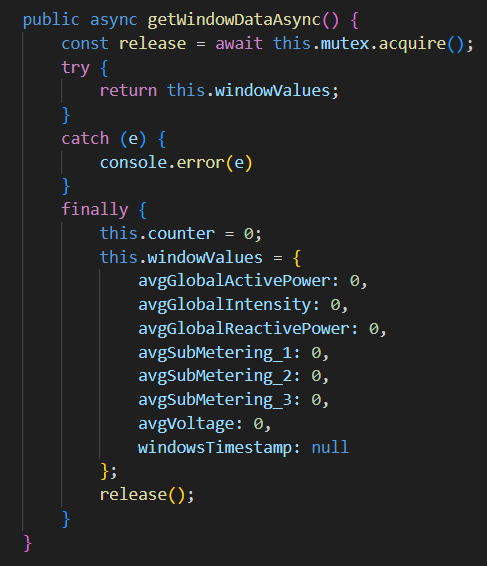 public async getWindowDataAsync() {
    const release = await this.mutex.acquire();
    try {
        return this.windowValues;
    }
    catch (e) {
        console.error(e)
    }
    finally {
        this.counter = 0;
        this.windowValues = {
            avgGlobalActivePower: 0,
            avgGlobalIntensity: 0,
            avgGlobalReactivePower: 0,
            avgSubMetering_1: 0,
            avgSubMetering_2: 0,
            avgSubMetering_3: 0,
            avgVoltage: 0,
            windowsTimestamp: null
        };
        release();
    }
}